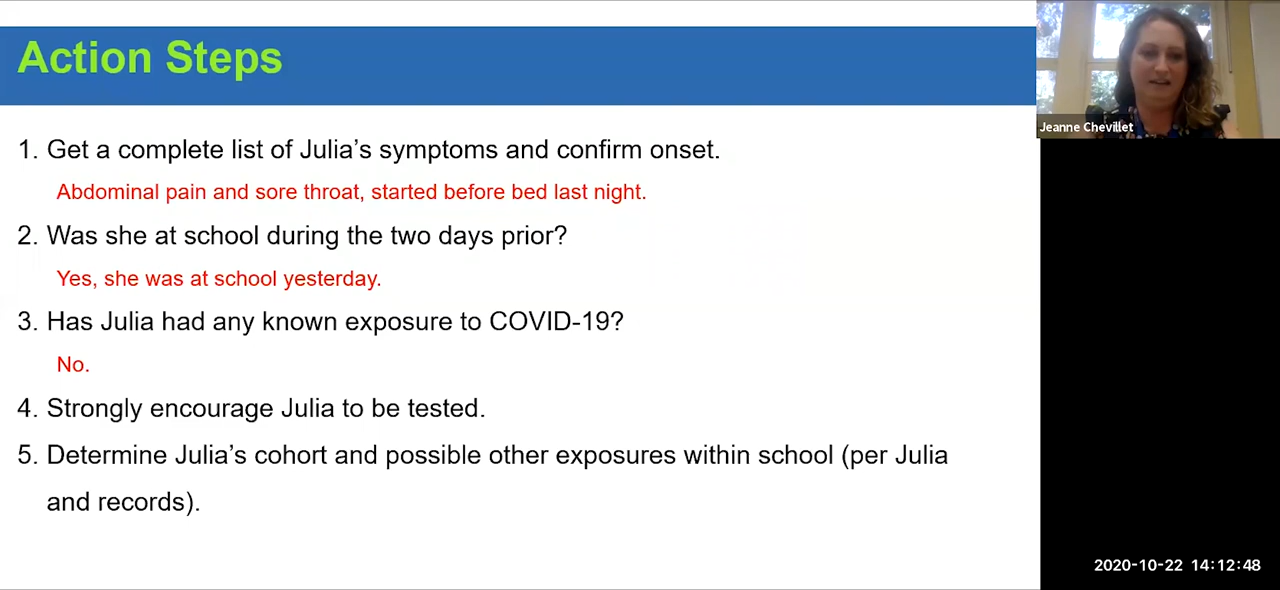 Action Steps
1. Get a complete list of Julia’s symptoms and confirm onset.
Abdominal pain and sore throat, started before bed last night.
2. Was she at school during the two days prior?
Yes, she was at school yesterday.
3. Has Julia had any known exposure to COVID-19?
No.
4. Strongly encourage Julia to be tested.
5. Determine Julia’s cohort and possible other exposures within school (per Julia
and records).
Jeanne Chevillet
2020-10-22 14:12:48